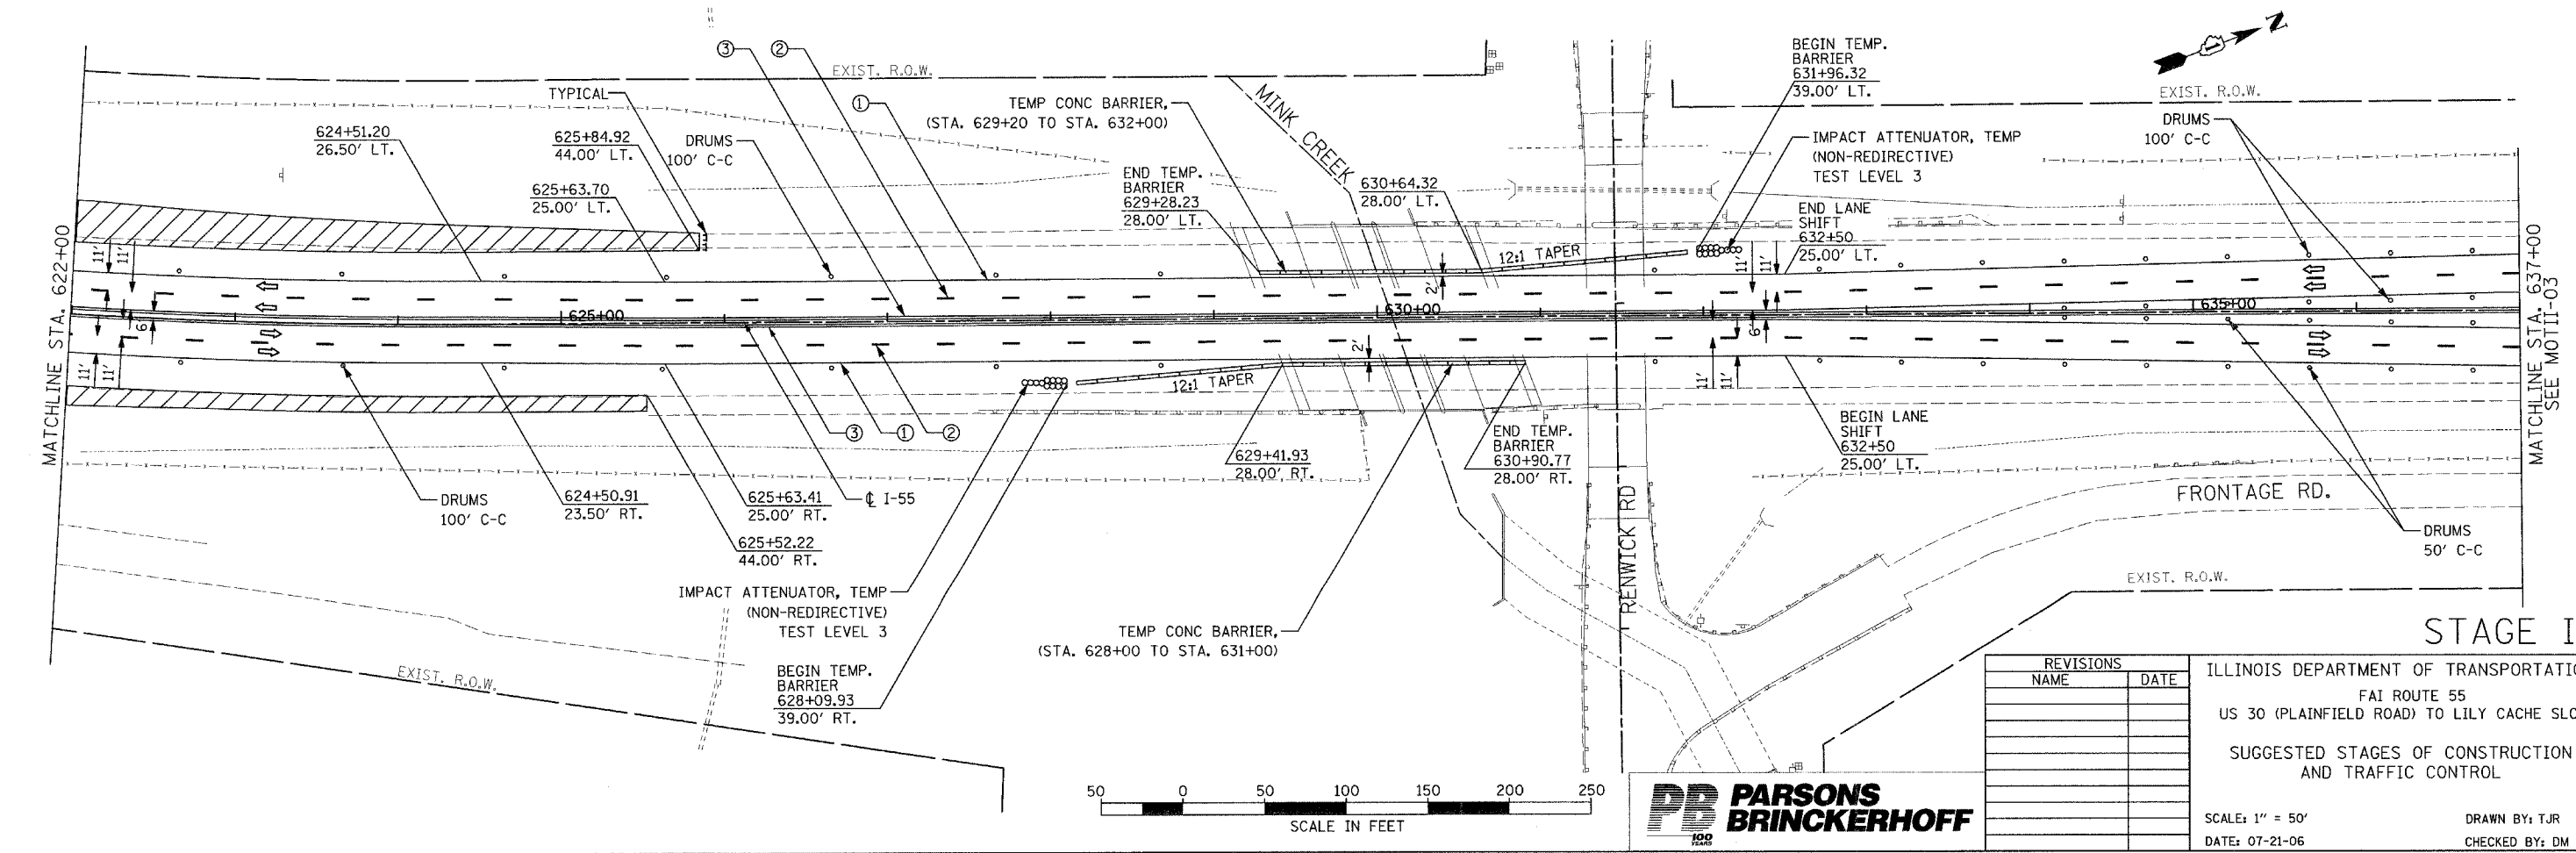 MATCHLINE STA. 622+00
EXIST. R.O.W.
3
2
1
TYPICAL
624+51.20
26.50' LT.
625+84.92
44.00' LT.
625+63.70
25.00' LT.
DRUMS
100' C-C
TEMP CONC BARRIER,
(STA. 629+20 TO STA. 632+00)
MINK CREEK
END TEMP.
BARRIER
629+28.23
28.00' LT.
630+64.32
28.00' LT.
BEGIN TEMP.
BARRIER
631+96.32
39.00' LT.
IMPACT ATTENUATOR, TEMP
(NON-REDIRECTIVE)
TEST LEVEL 3
END LANE
SHIFT
632+50
25.00' LT.
N
EXIST. R.O.W.
DRUMS
100' C-C
12:1 TAPER
11'
11'
6'
11'
11'
625+00
630+00
635+00
2'
2'
11'
11'
6'
11'
11'
12:1 TAPER
MATCHLINE STA. 637+00
SEE MOTII-03
3
1
2
DRUMS
100' C-C
624+50.91
23.50' RT.
625+63.41
25.00' RT.
℄ I-55
625+52.22
44.00' RT.
IMPACT ATTENUATOR, TEMP
(NON-REDIRECTIVE)
TEST LEVEL 3
BEGIN TEMP.
BARRIER
628+09.93
39.00' RT.
629+41.93
28.00' RT.
END TEMP.
BARRIER
630+90.77
28.00' RT.
TEMP CONC BARRIER,
(STA. 628+00 TO STA. 631+00)
RENWICK RD
BEGIN LANE
SHIFT
632+50
25.00' LT.
FRONTAGE RD.
DRUMS
50' C-C
EXIST. R.O.W.
EXIST. R.O.W.
50 0 50 100 150 200 250
SCALE IN FEET
PB
100
YEARS
PARSONS
BRINCKERHOFF
STAGE I
REVISIONS
NAME DATE
ILLINOIS DEPARTMENT OF TRANSPORTATIO
FAI ROUTE 55
US 30 (PLAINFIELD ROAD) TO LILY CACHE SLO
SUGGESTED STAGES OF CONSTRUCTION
AND TRAFFIC CONTROL
SCALE: 1" = 50' DRAWN BY: TJR
DATE: 07-21-06 CHECKED BY: DM